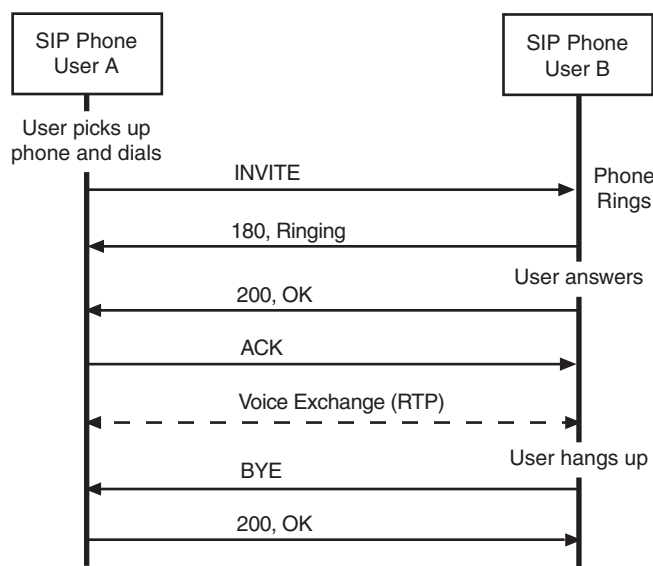 SIP Phone
User A
SIP Phone
User B
User picks up
phone and dials
INVITE
Phone
Rings
180, Ringing
User answers
200, OK
ACK
Voice Exchange (RTP)
User hangs up
BYE
200, OK